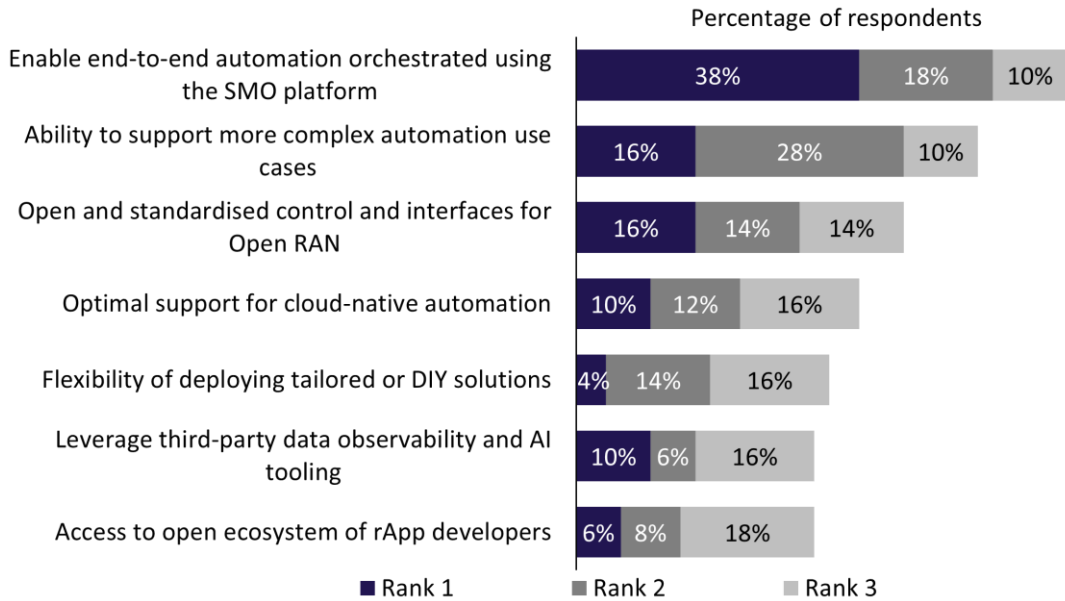 Percentage of respondents
Enable end-to-end automation orchestrated using
the SMO platform
38% 18% 10%
Ability to support more complex automation use
cases
16% 28% 10%
Open and standardised control and interfaces for
Open RAN
16% 14% 14%
Optimal support for cloud-native automation
10% 12% 16%
Flexibility of deploying tailored or DIY solutions
4% 14% 16%
Leverage third-party data observability and AI
tooling
10% 6% 16%
Access to open ecosystem of rApp developers
6% 8% 18%
Rank 1 Rank 2 Rank 3